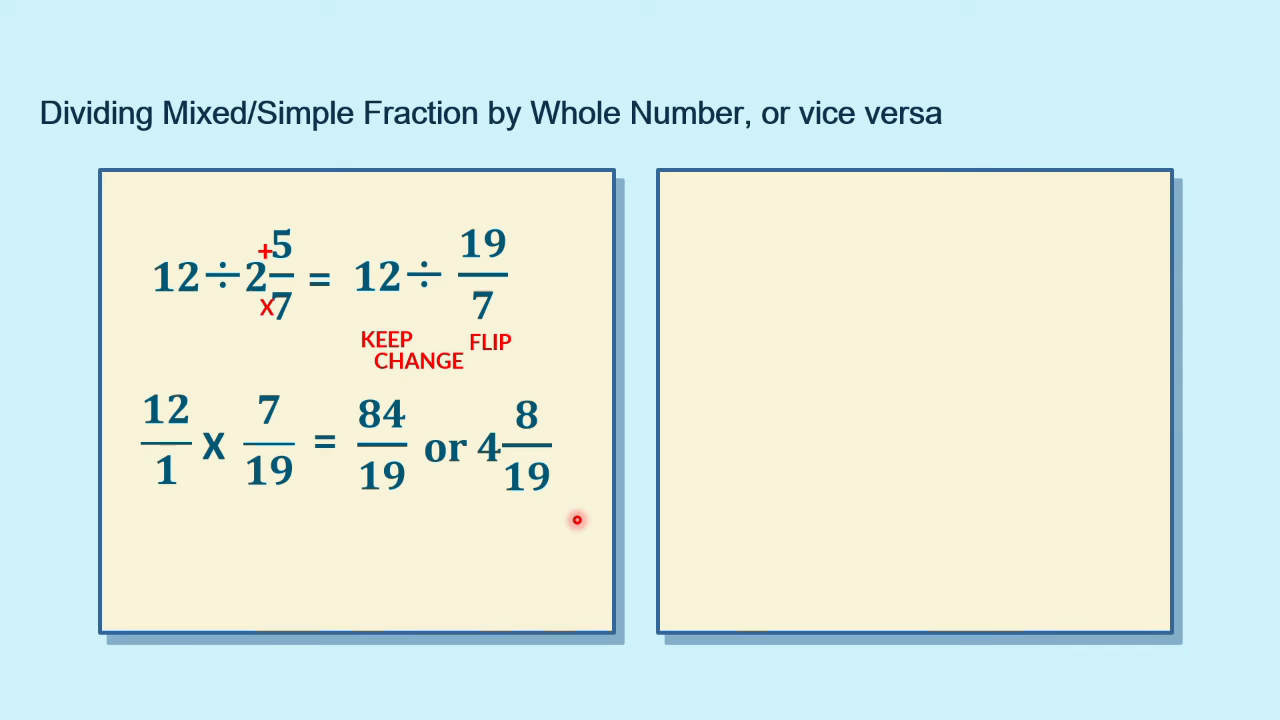 Dividing Mixed/Simple Fraction by Whole Number, or vice versa
12 ÷ 2 5/7 = 12 ÷ 19/7
+
x
KEEP FLIP
CHANGE
12/1 x 7/19 = 84/19 or 4 8/19